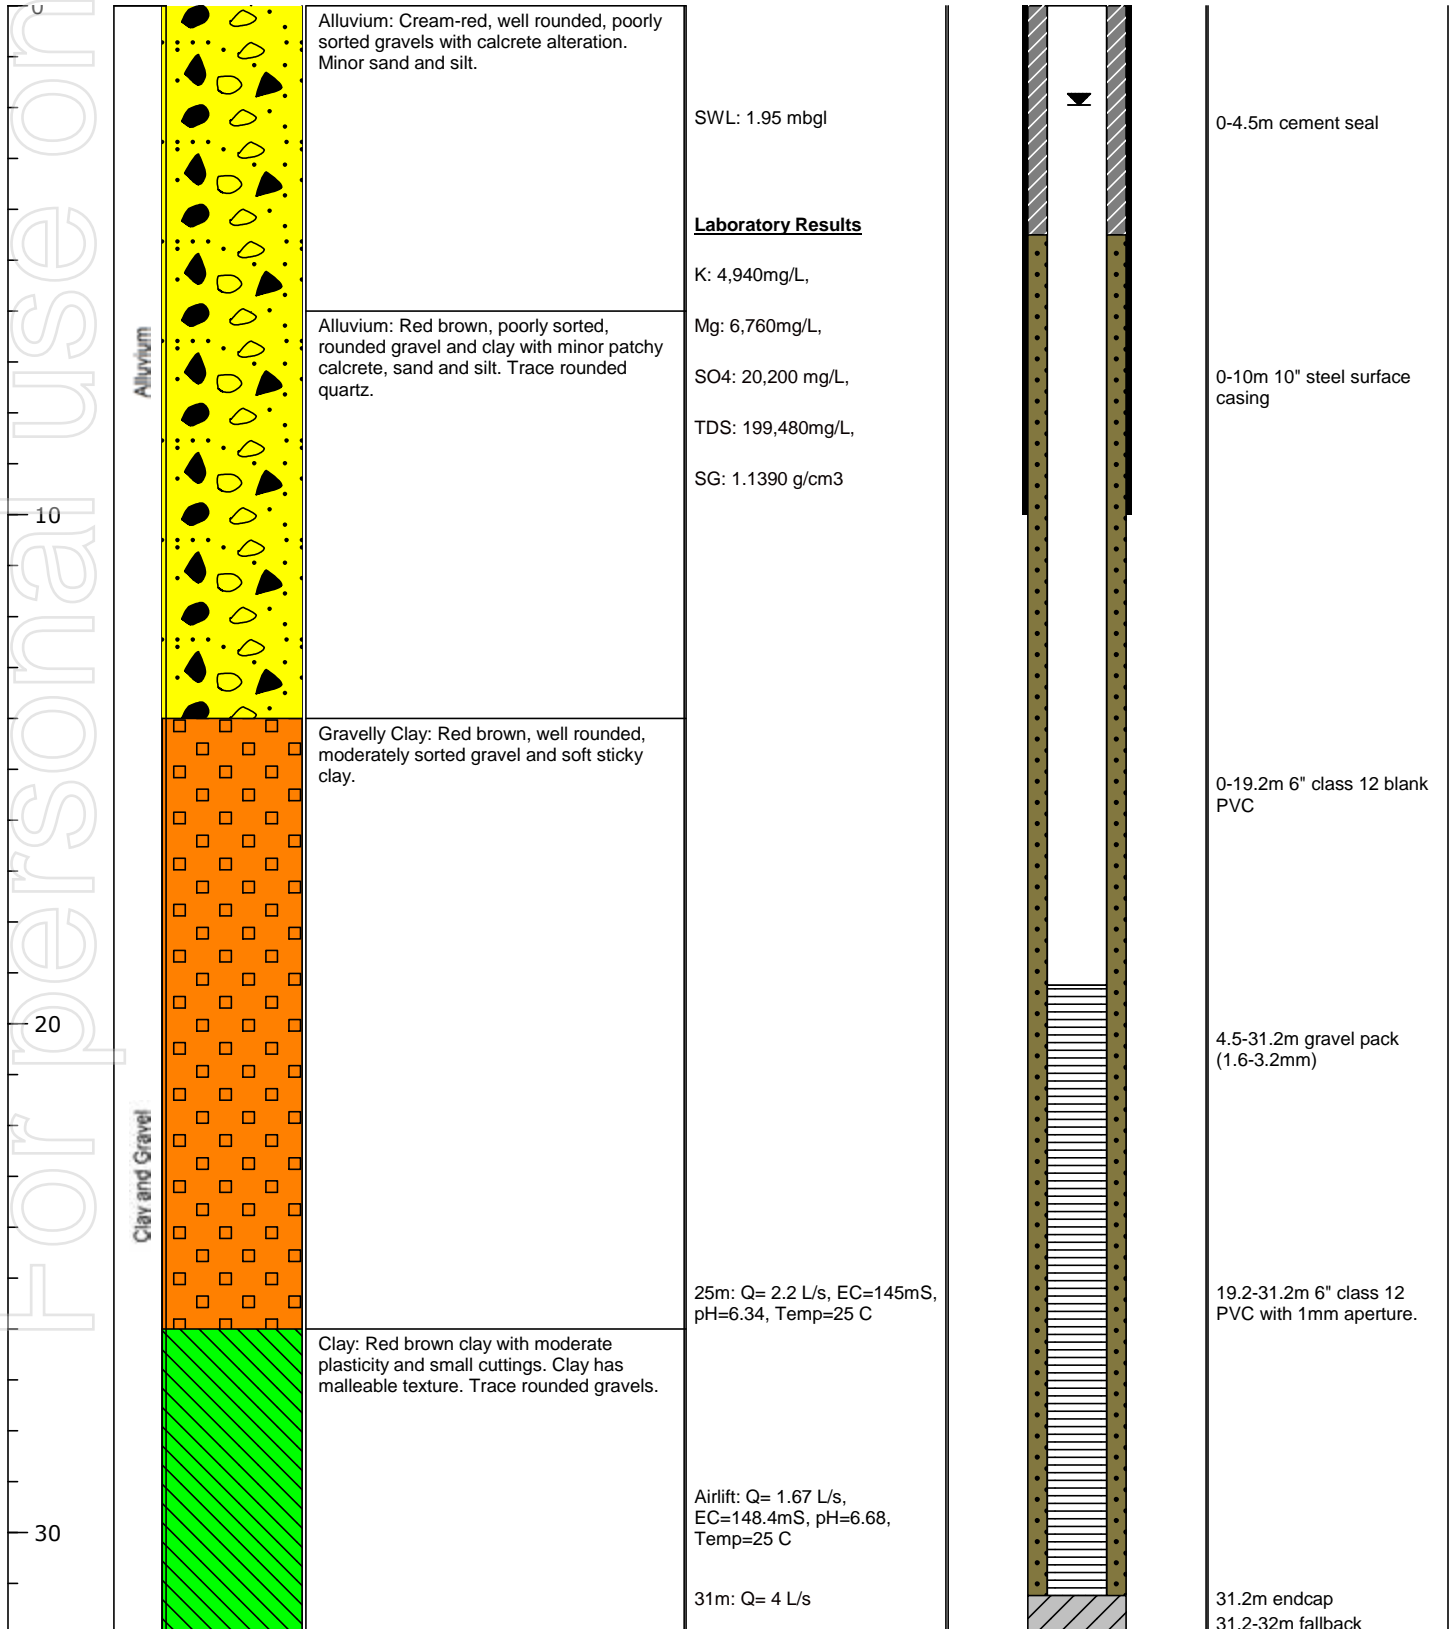 0
10
20
30
Alluvium
Clay and Gravel
Alluvium: Cream-red, well rounded, poorly
sorted gravels with calcrete alteration.
Minor sand and silt.
Alluvium: Red brown, poorly sorted,
rounded gravel and clay with minor patchy
calcrete, sand and silt. Trace rounded
quartz.
Gravelly Clay: Red brown, well rounded,
moderately sorted gravel and soft sticky
clay.
Clay: Red brown clay with moderate
plasticity and small cuttings. Clay has
malleable texture. Trace rounded gravels.
SWL: 1.95 mbgl
Laboratory Results
K: 4,940mg/L,
Mg: 6,760mg/L,
SO4: 20,200 mg/L,
TDS: 199,480mg/L,
SG: 1.1390 g/cm3
25m: Q= 2.2 L/s, EC=145mS,
pH=6.34, Temp=25 C
Airlift: Q= 1.67 L/s,
EC=148.4mS, pH=6.68,
Temp=25 C
31m: Q= 4 L/s
0-4.5m cement seal
0-10m 10" steel surface
casing
0-19.2m 6" class 12 blank
PVC
4.5-31.2m gravel pack
(1.6-3.2mm)
19.2-31.2m 6" class 12
PVC with 1mm aperture.
31.2m endcap
31.2-32m fallback
For personal use on